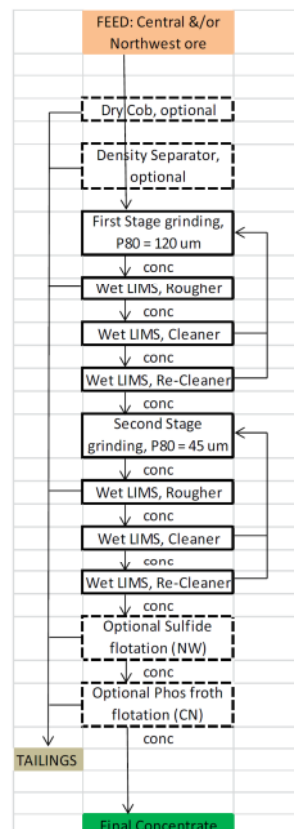 FEED: Central &/or
Northwest ore
Dry Cob, optional
Density Separator,
optional
First Stage grinding,
P80 = 120 um
conc
Wet LIMS, Rougher
conc
Wet LIMS, Cleaner
conc
Wet LIMS, Re-Cleaner
conc
Second Stage
grinding, P80 = 45 um
conc
Wet LIMS, Rougher
conc
Wet LIMS, Cleaner
conc
Wet LIMS, Re-Cleaner
conc
Optional Sulfide
flotation (NW)
conc
Optional Phos froth
flotation (CN)
conc
TAILINGS
Final Concentrate